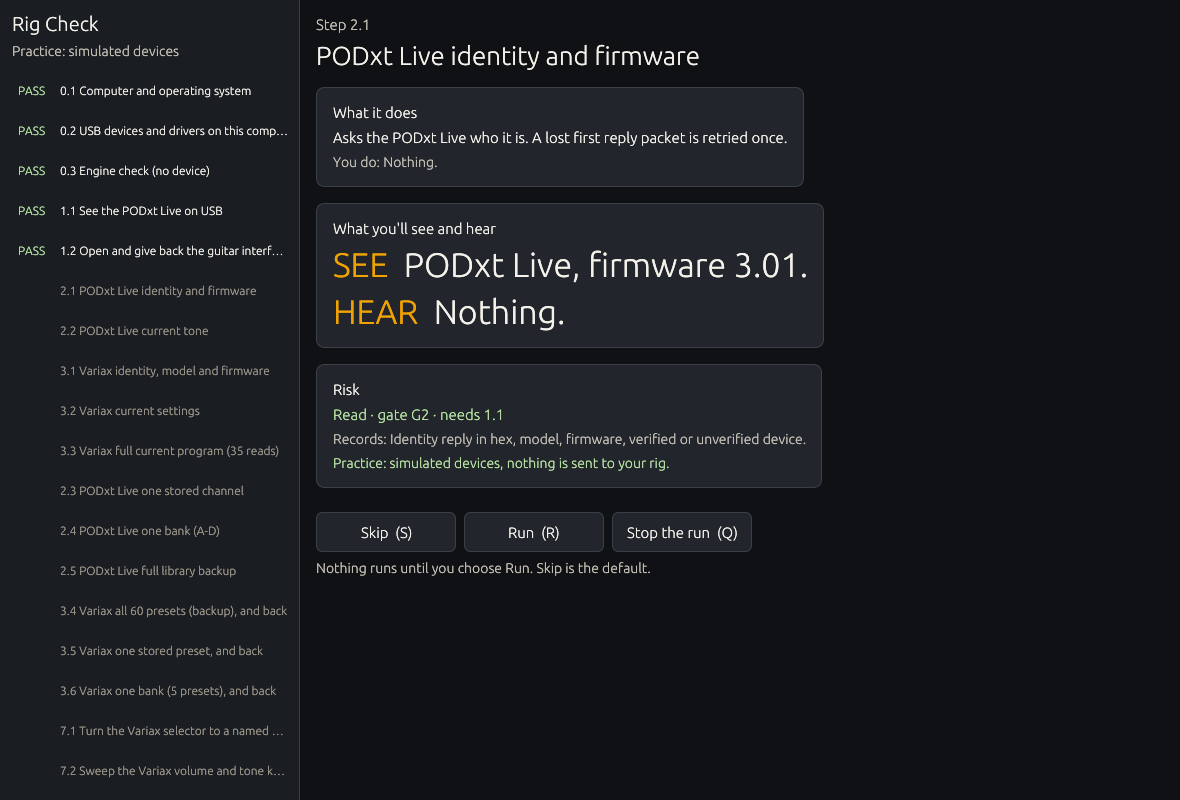 Rig Check
Practice: simulated devices
PASS 0.1 Computer and operating system
PASS 0.2 USB devices and drivers on this comp…
PASS 0.3 Engine check (no device)
PASS 1.1 See the PODxt Live on USB
PASS 1.2 Open and give back the guitar interf…
2.1 PODxt Live identity and firmware
2.2 PODxt Live current tone
3.1 Variax identity, model and firmware
3.2 Variax current settings
3.3 Variax full current program (35 reads)
2.3 PODxt Live one stored channel
2.4 PODxt Live one bank (A-D)
2.5 PODxt Live full library backup
3.4 Variax all 60 presets (backup), and back
3.5 Variax one stored preset, and back
3.6 Variax one bank (5 presets), and back
7.1 Turn the Variax selector to a named …
7.2 Sweep the Variax volume and tone k…
Step 2.1
PODxt Live identity and firmware
What it does
Asks the PODxt Live who it is. A lost first reply packet is retried once.
You do: Nothing.
What you'll see and hear
SEE PODxt Live, firmware 3.01.
HEAR Nothing.
Risk
Read · gate G2 · needs 1.1
Records: Identity reply in hex, model, firmware, verified or unverified device.
Practice: simulated devices, nothing is sent to your rig.
Skip (S) Run (R) Stop the run (Q)
Nothing runs until you choose Run. Skip is the default.